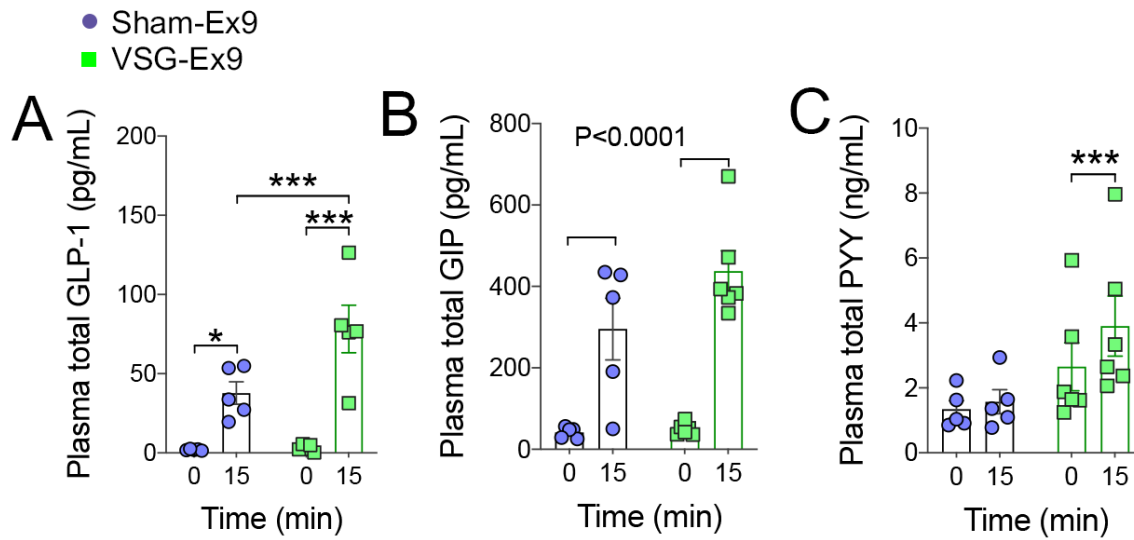 Sham-Ex9
VSG-Ex9
A
Plasma total GLP-1 (pg/mL)
200
150
100
50
0
***
***
*
0 15 0 15
Time (min)
B
Plasma total GIP (pg/mL)
800
600
400
200
0
P<0.0001
0 15 0 15
Time (min)
C
Plasma total PYY (ng/mL)
10
8
6
4
2
0
***
0 15 0 15
Time (min)